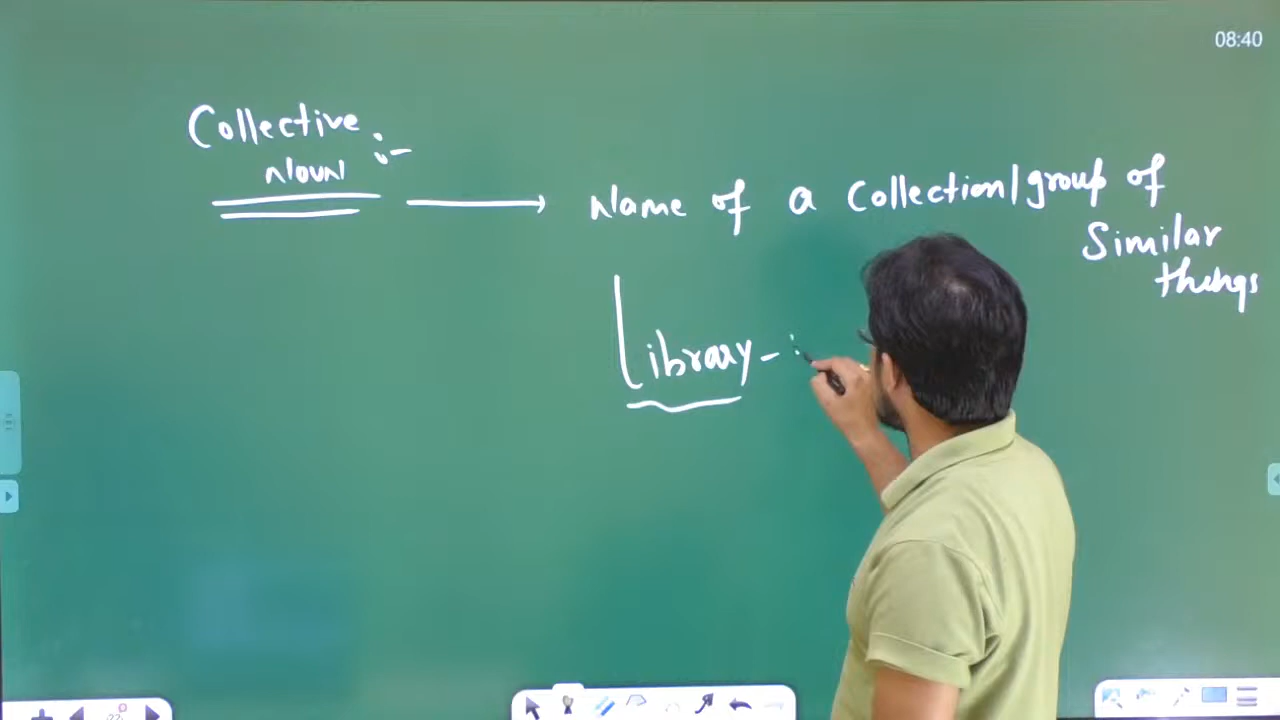 08:40
Collective :-
Noun
Name of a Collection/group of
Similar
things
Library -